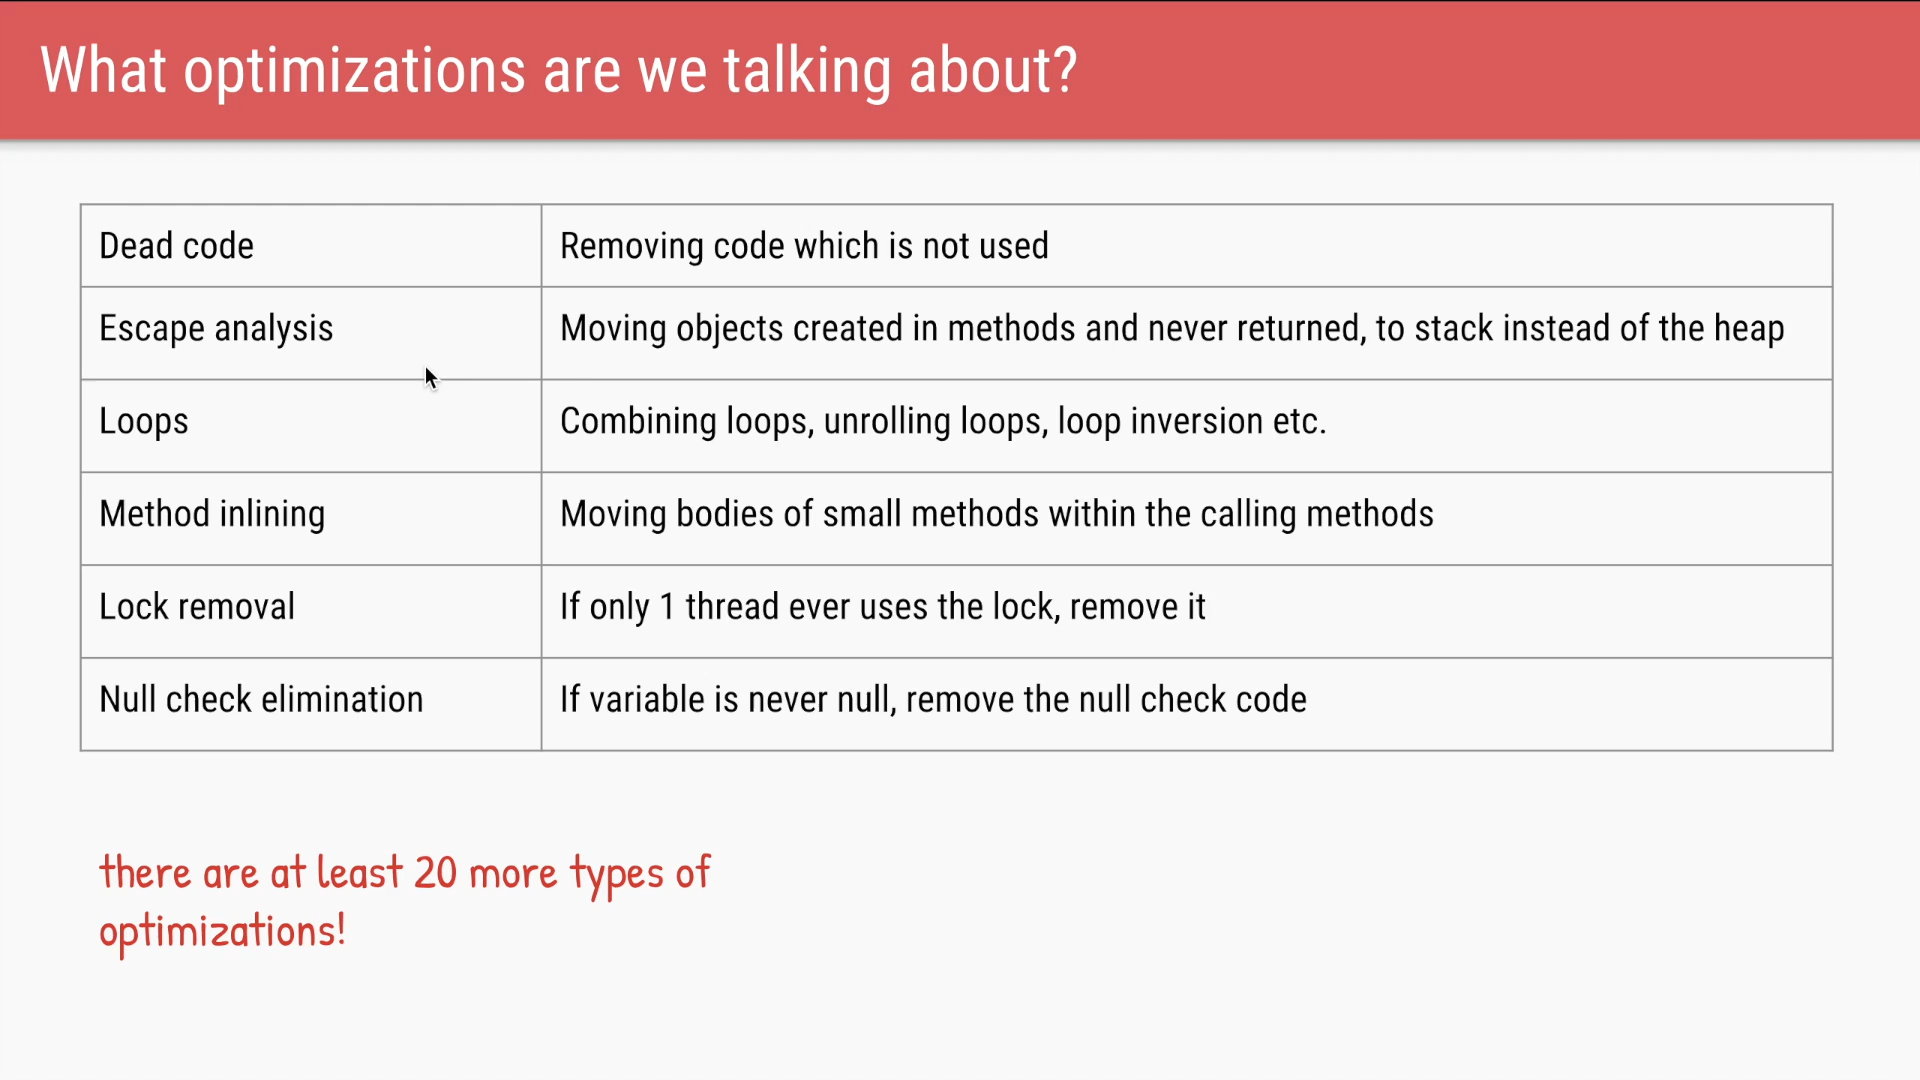 What optimizations are we talking about?
Dead code
Removing code which is not used
Escape analysis
Moving objects created in methods and never returned, to stack instead of the heap
Loops
Combining loops, unrolling loops, loop inversion etc.
Method inlining
Moving bodies of small methods within the calling methods
Lock removal
If only 1 thread ever uses the lock, remove it
Null check elimination
If variable is never null, remove the null check code
there are at least 20 more types of
optimizations!